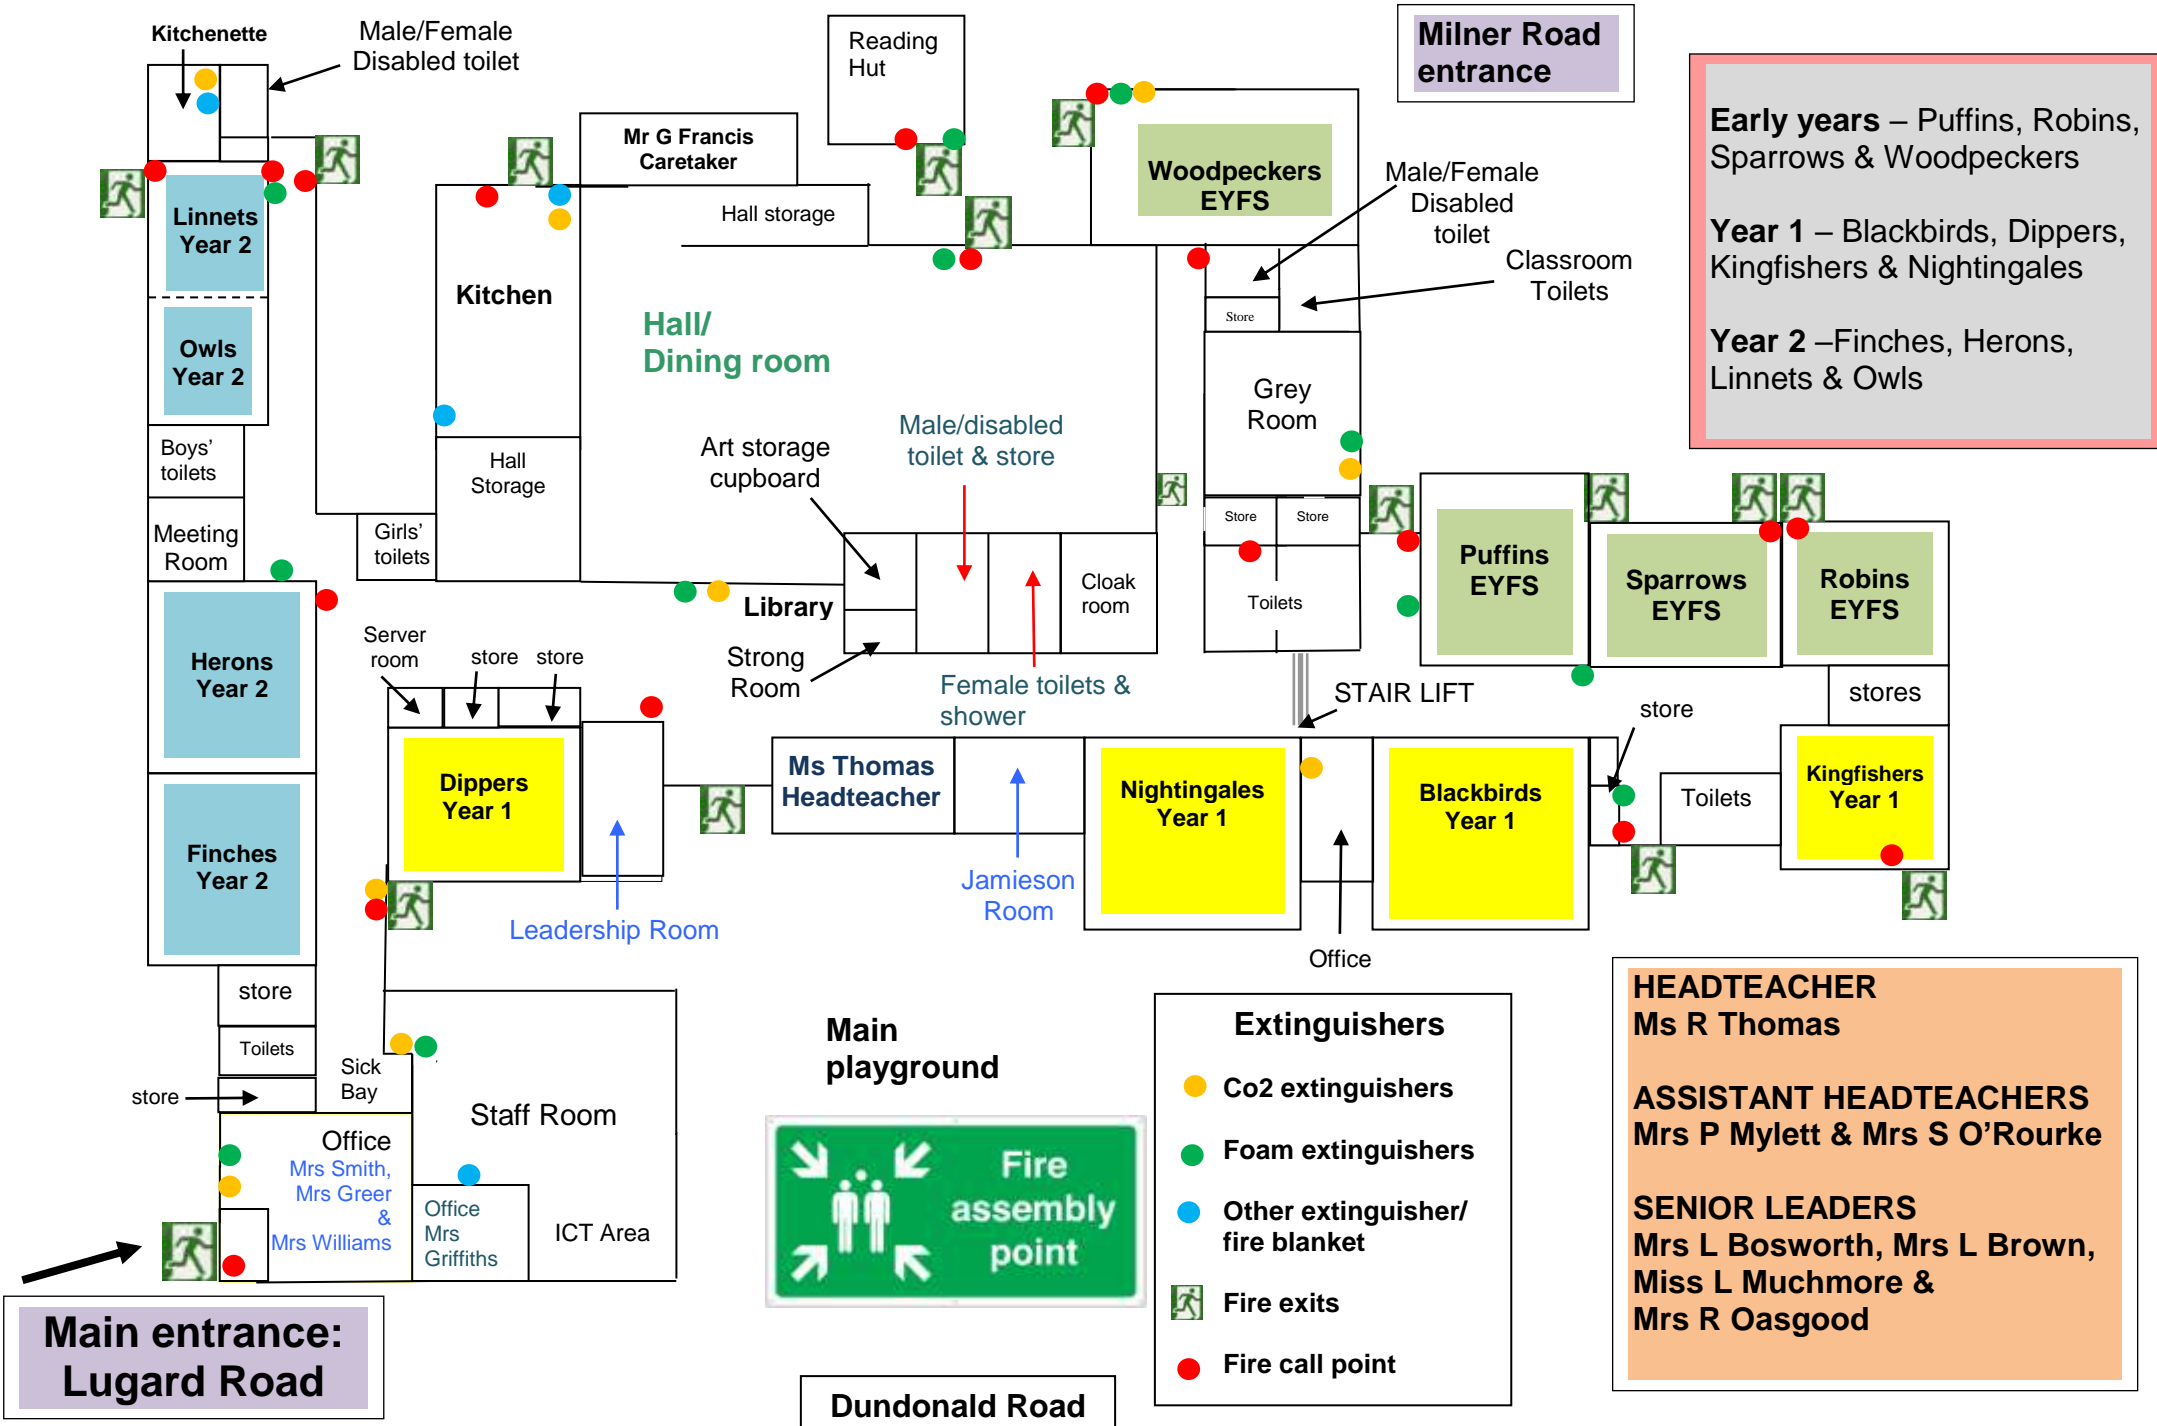 Kitchenette
Male/Female
Disabled toilet
Reading
Hut
Milner Road
entrance
Mr G Francis
Caretaker
Woodpeckers
EYFS
Male/Female
Disabled
toilet
Classroom
Toilets
Early years – Puffins, Robins,
Sparrows & Woodpeckers
Year 1 – Blackbirds, Dippers,
Kingfishers & Nightingales
Year 2 –Finches, Herons,
Linnets & Owls
Linnets
Year 2
Hall storage
Kitchen
Hall/
Dining room
Store
Owls
Year 2
Grey
Room
Boys'
toilets
Hall
Storage
Art storage
cupboard
Male/disabled
toilet & store
Meeting
Room
Girls'
toilets
Store
Store
Puffins
EYFS
Sparrows
EYFS
Robins
EYFS
Library
Cloak
room
Toilets
Herons
Year 2
Server
room
store
store
Strong
Room
Female toilets &
shower
STAIR LIFT
store
stores
Dippers
Year 1
Ms Thomas
Headteacher
Nightingales
Year 1
Blackbirds
Year 1
Toilets
Kingfishers
Year 1
Finches
Year 2
Leadership Room
Jamieson
Room
Office
store
Toilets
Sick
Bay
store
Staff Room
Main
playground
Office
Mrs Smith,
Mrs Greer
&
Mrs Williams
Office
Mrs
Griffiths
ICT Area
Fire
assembly
point
Extinguishers
Co2 extinguishers
Foam extinguishers
Other extinguisher/
fire blanket
Fire exits
Fire call point
HEADTEACHER
Ms R Thomas
ASSISTANT HEADTEACHERS
Mrs P Mylett & Mrs S O’Rourke
SENIOR LEADERS
Mrs L Bosworth, Mrs L Brown,
Miss L Muchmore &
Mrs R Oasgood
Main entrance:
Lugard Road
Dundonald Road